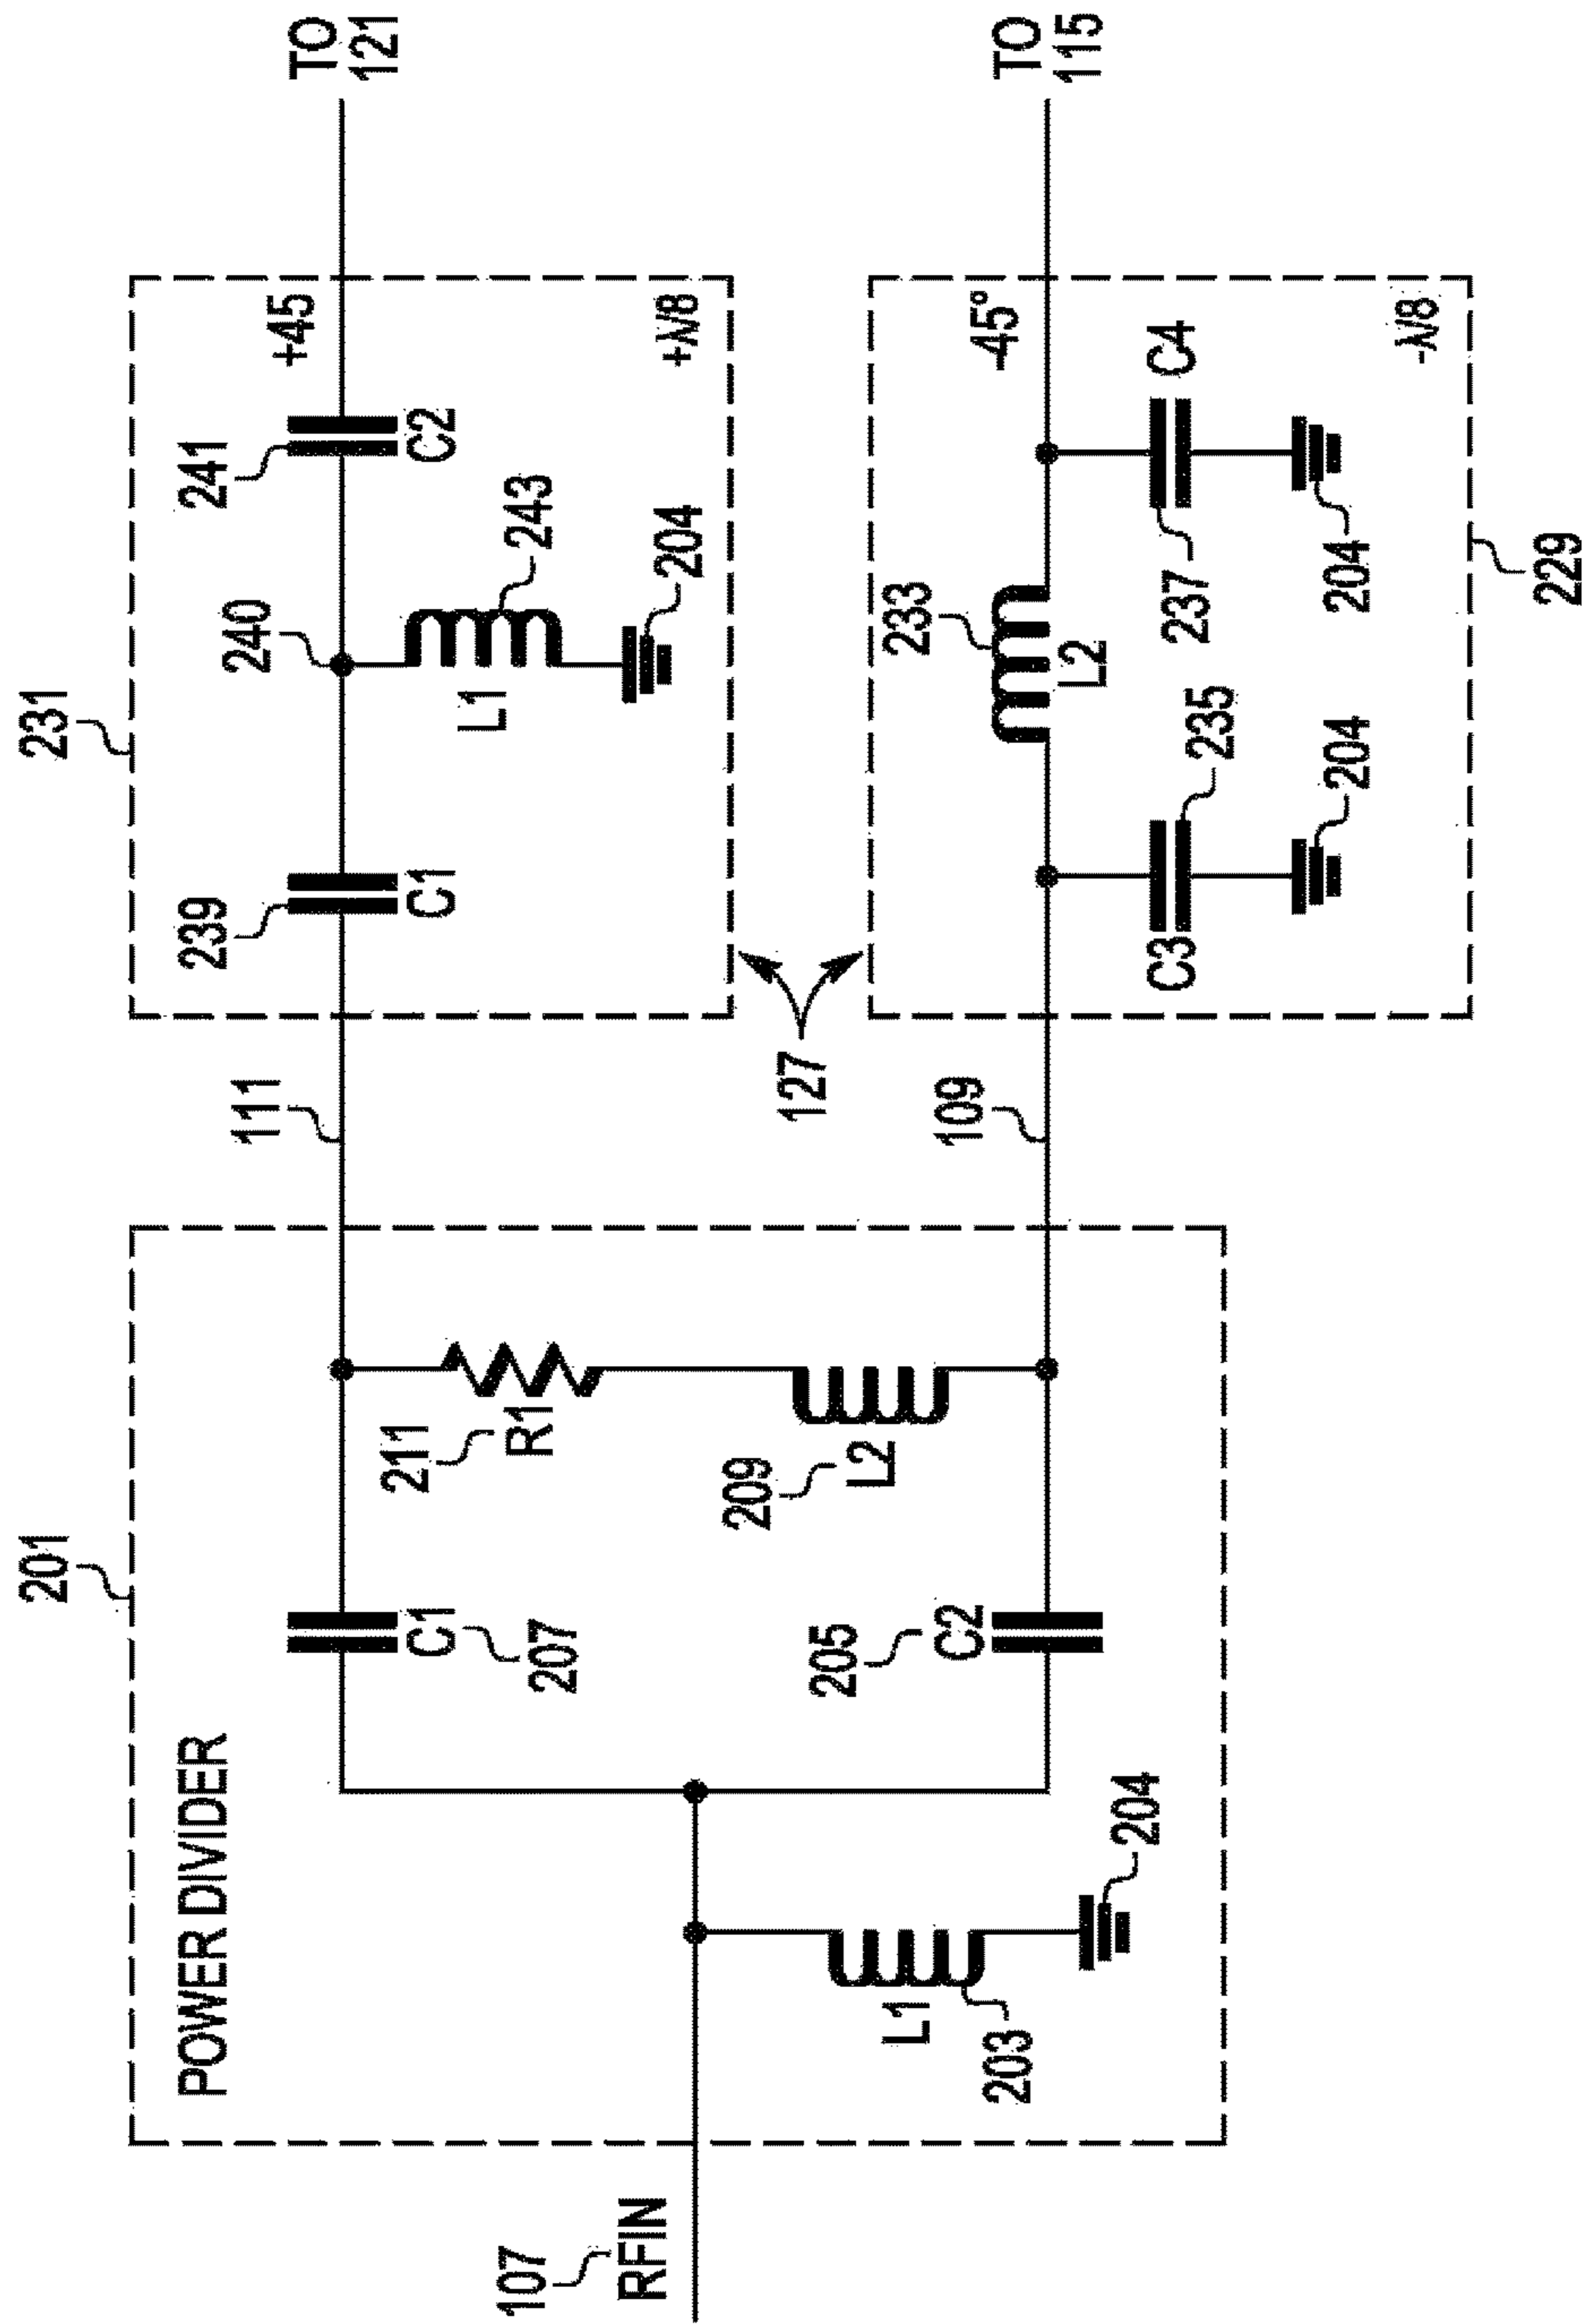 201
POWER DIVIDER
107
RFIN
L1
203
204
C1
207
205
C2
211
R1
209
L2
111
109
127
231
239
C1
240
241
C2
+45
L1
243
204
+λ/8
TO
121
233
L2
-45°
C3
235
204
237
C4
204
-λ/8
229
TO
115